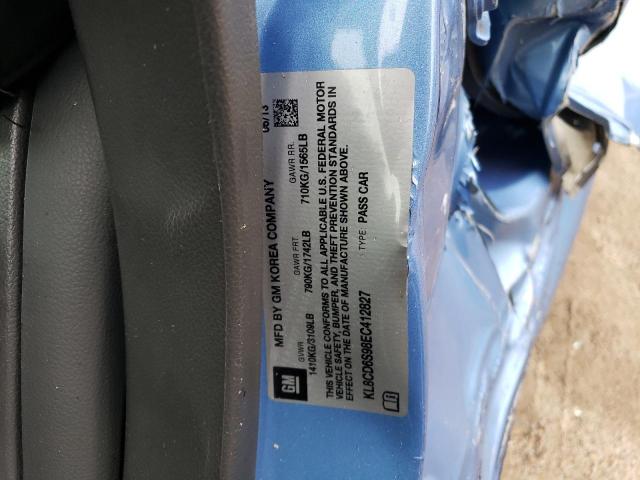 MFD BY GM KOREA COMPANY
06/13
GVWR GAWR FRT. GAWR RR.
1410KG/3109LB 790KG/1742LB 710KG/1565LB
THIS VEHICLE CONFORMS TO ALL APPLICABLE U.S. FEDERAL MOTOR
VEHICLE SAFETY, BUMPER, AND THEFT PREVENTION STANDARDS IN
EFFECT ON THE DATE OF MANUFACTURE SHOWN ABOVE.
KL8CD6S98EC412827 TYPE: PASS CAR
GM